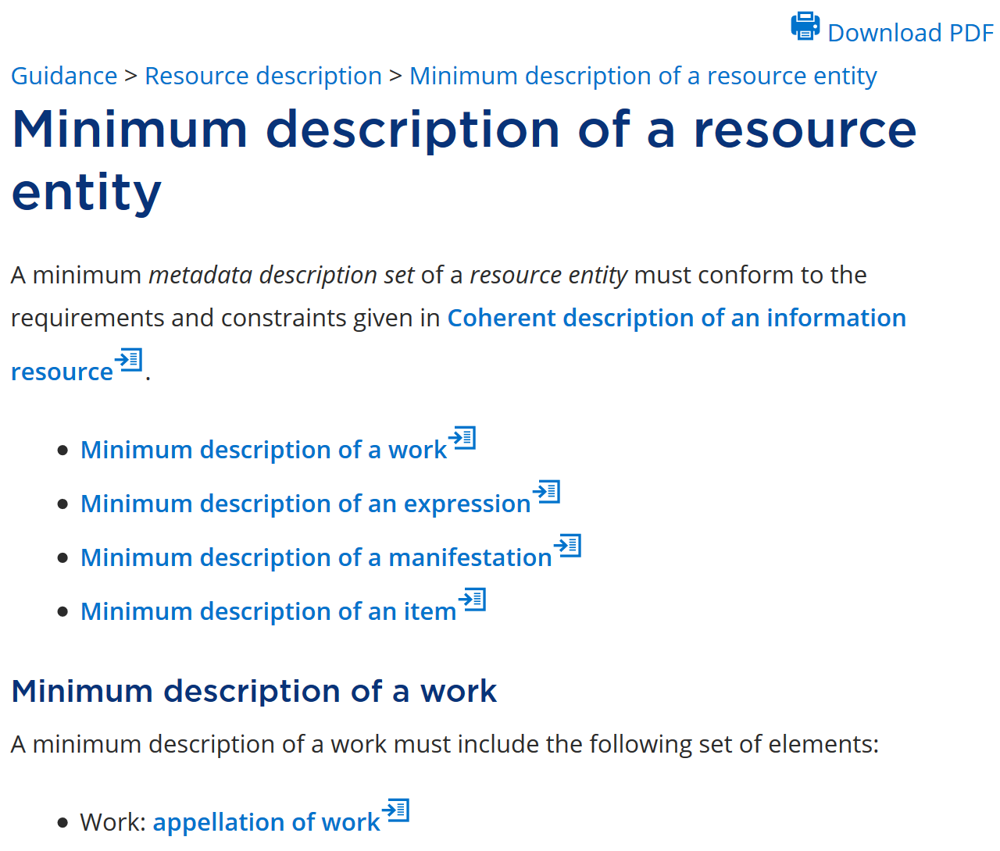 Download PDF
Guidance > Resource description > Minimum description of a resource entity
Minimum description of a resource
entity
A minimum metadata description set of a resource entity must conform to the
requirements and constraints given in Coherent description of an information
resource.
• Minimum description of a work
• Minimum description of an expression
• Minimum description of a manifestation
• Minimum description of an item
Minimum description of a work
A minimum description of a work must include the following set of elements:
• Work: appellation of work